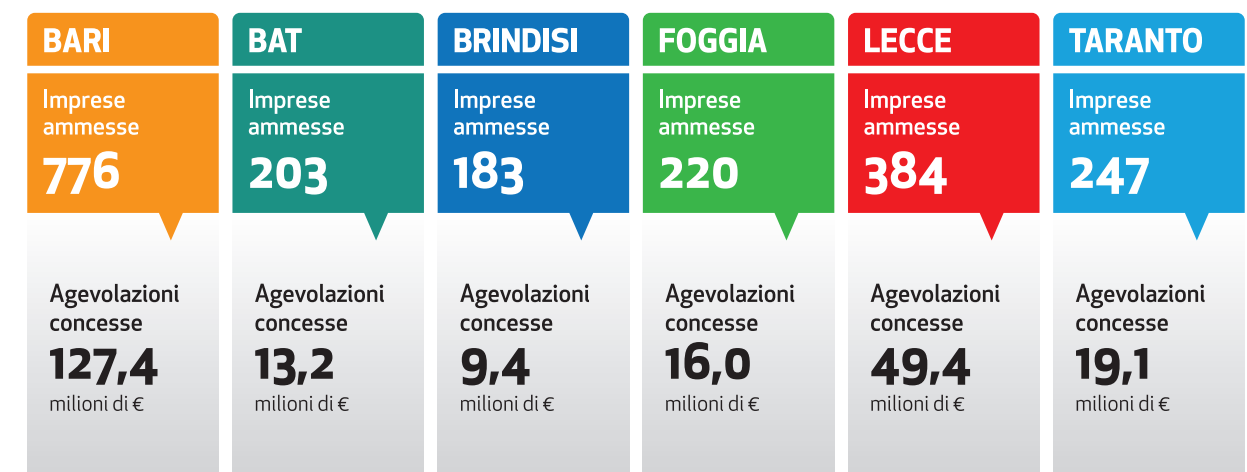 BARI
Imprese
ammesse
776
Agevolazioni
concesse
127,4
milioni di €
BAT
Imprese
ammesse
203
Agevolazioni
concesse
13,2
milioni di €
BRINDISI
Imprese
ammesse
183
Agevolazioni
concesse
9,4
milioni di €
FOGGIA
Imprese
ammesse
220
Agevolazioni
concesse
16,0
milioni di €
LECCE
Imprese
ammesse
384
Agevolazioni
concesse
49,4
milioni di €
TARANTO
Imprese
ammesse
247
Agevolazioni
concesse
19,1
milioni di €